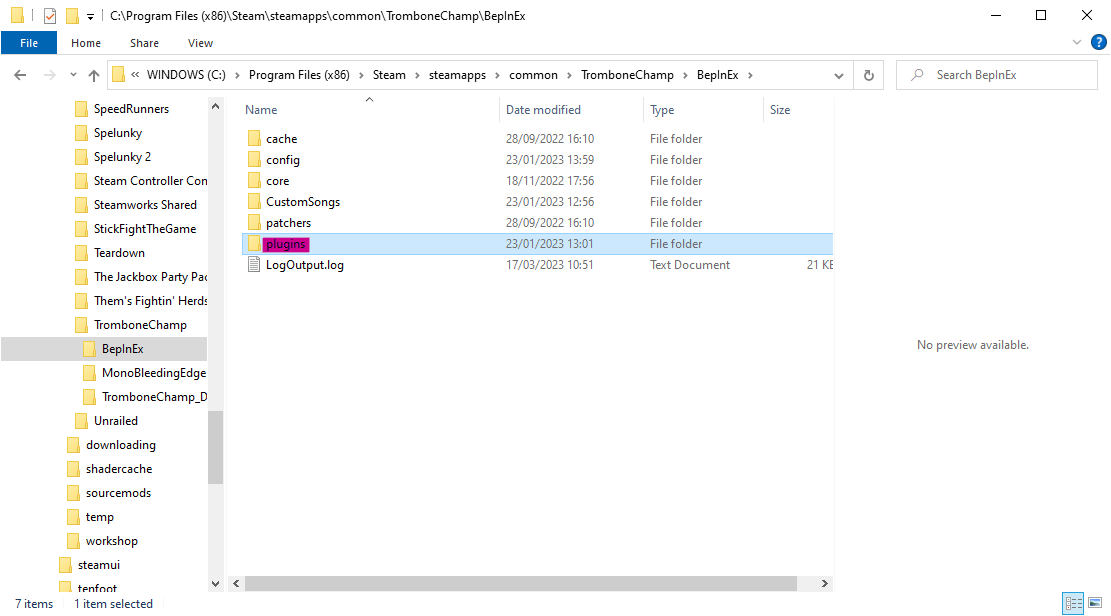 C:\Program Files (x86)\Steam\steamapps\common\TromboneChamp\BepInEx
File Home Share View
« WINDOWS (C:) › Program Files (x86) › Steam › steamapps › common › TromboneChamp › BepInEx ›
Search BepInEx
SpeedRunners
Spelunky
Spelunky 2
Steam Controller Con
Steamworks Shared
StickFightTheGame
Teardown
The Jackbox Party Pac
Them's Fightin' Herds
TromboneChamp
BepInEx
MonoBleedingEdge
TromboneChamp_D
Unrailed
downloading
shadercache
sourcemods
temp
workshop
steamui
tenfoot
Name Date modified Type Size
cache 28/09/2022 16:10 File folder
config 23/01/2023 13:59 File folder
core 18/11/2022 17:56 File folder
CustomSongs 23/01/2023 12:56 File folder
patchers 28/09/2022 16:10 File folder
plugins 23/01/2023 13:01 File folder
LogOutput.log 17/03/2023 10:51 Text Document 21 KB
No preview available.
7 items 1 item selected